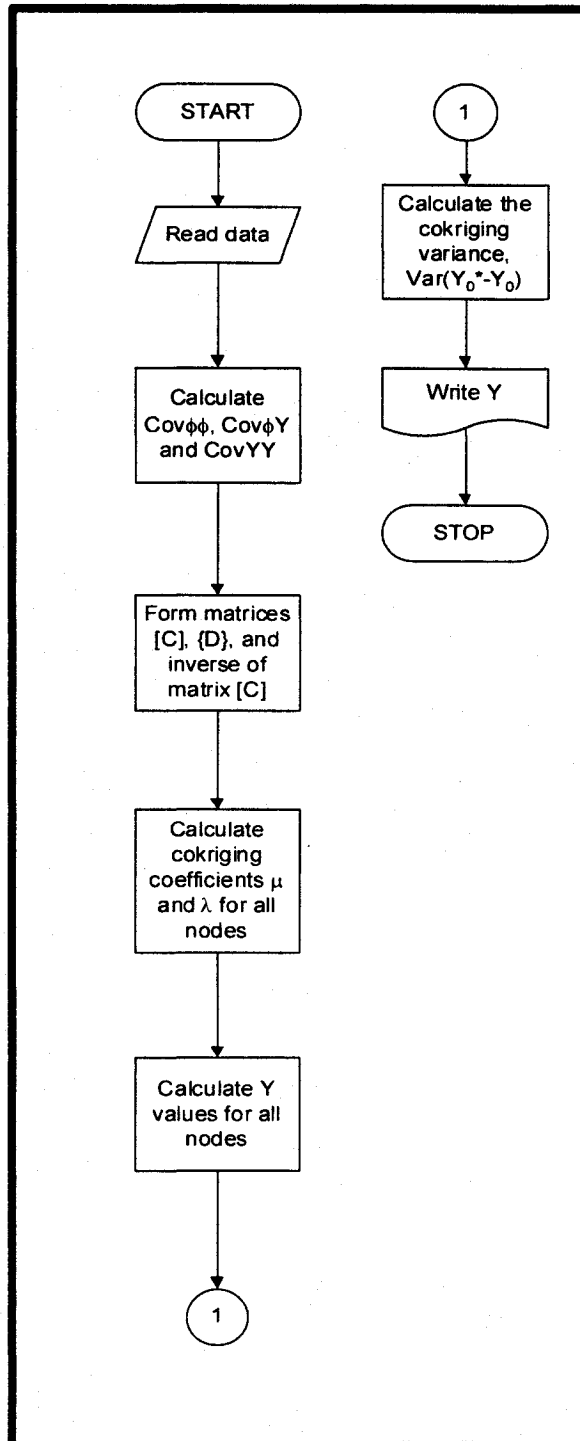 START
Read data
Calculate
Covϕϕ, CovϕY
and CovYY
Form matrices
[C], {D}, and
inverse of
matrix [C]
Calculate
cokriging
coefficients μ
and λ for all
nodes
Calculate Y
values for all
nodes
1
1
Calculate the
cokriging
variance,
Var(Y₀*-Y₀)
Write Y
STOP